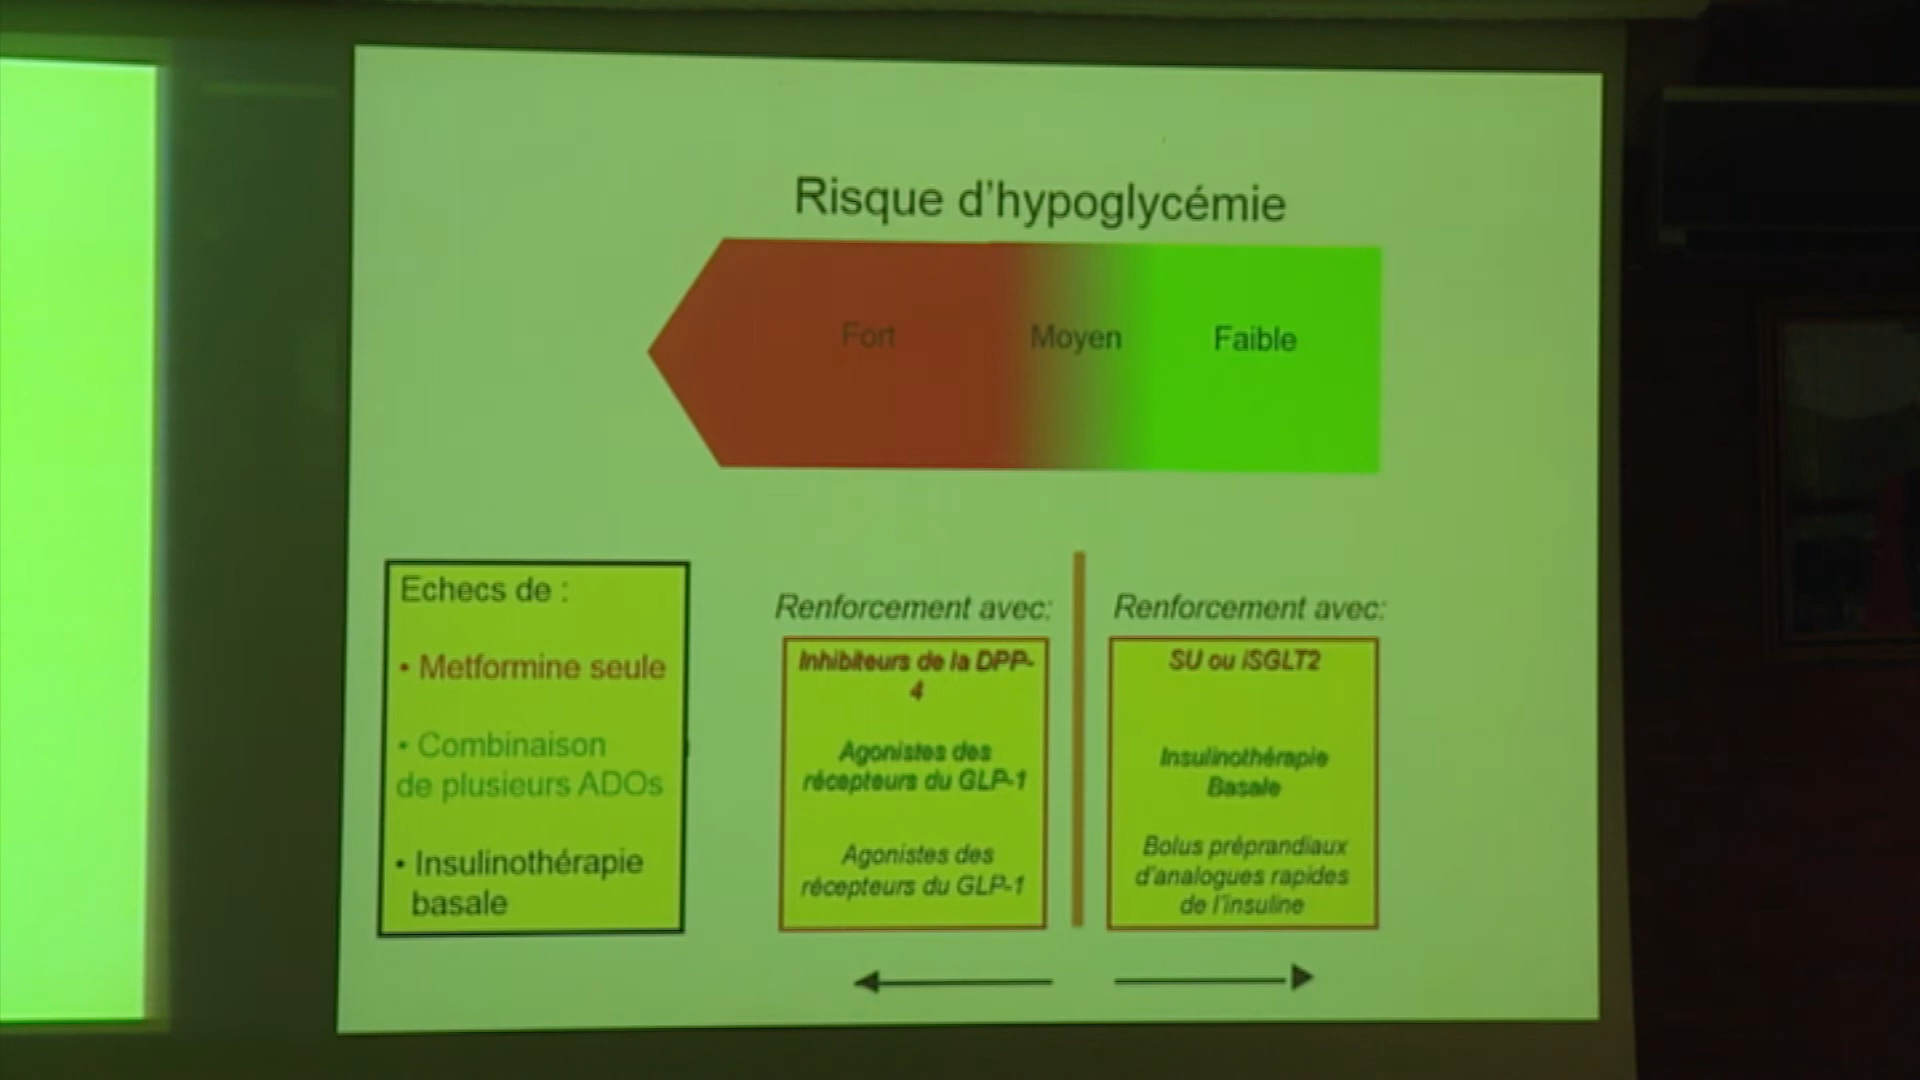 Risque d'hypoglycémie
Fort
Moyen
Faible
Echecs de :
• Metformine seule
• Combinaison
de plusieurs ADOs
• Insulinothérapie
basale
Renforcement avec:
Inhibiteurs de la DPP-
4
Agonistes des
récepteurs du GLP-1
Agonistes des
récepteurs du GLP-1
Renforcement avec:
SU ou iSGLT2
Insulinothérapie
Basale
Bolus préprandiaux
d'analogues rapides
de l'insuline